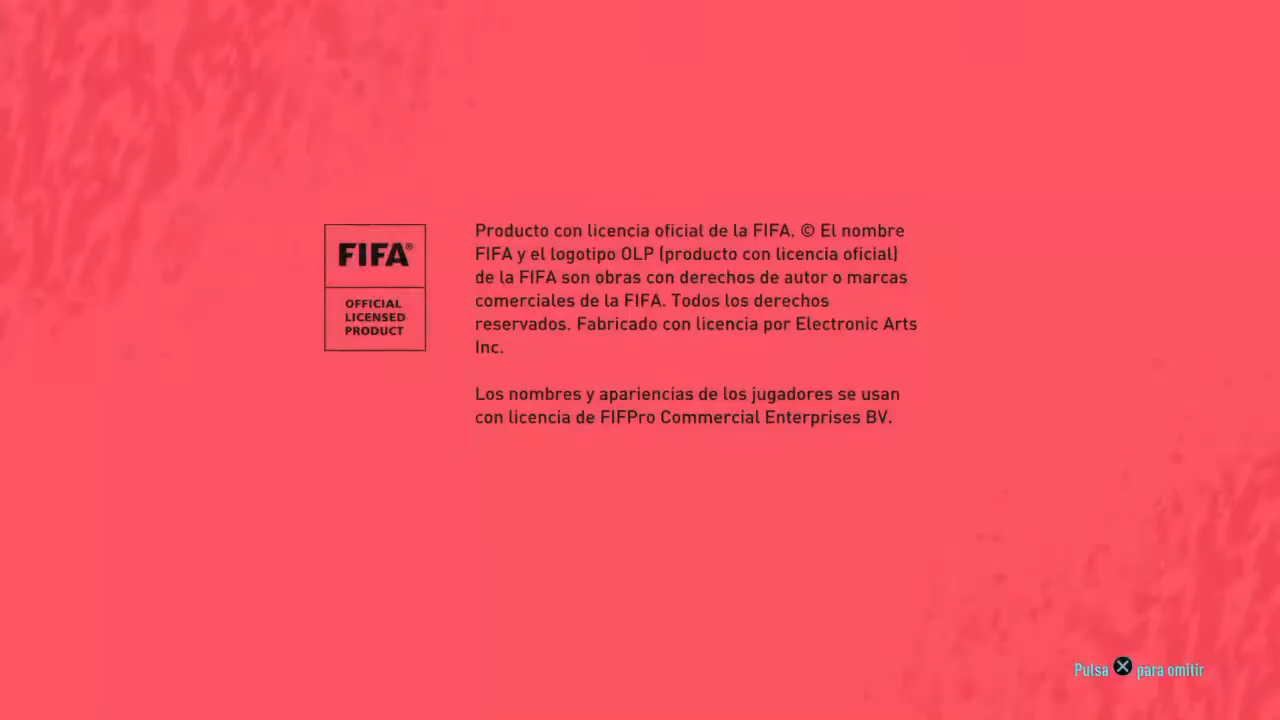 FIFA®
OFFICIAL
LICENSED
PRODUCT
Producto con licencia oficial de la FIFA. © El nombre
FIFA y el logotipo OLP (producto con licencia oficial)
de la FIFA son obras con derechos de autor o marcas
comerciales de la FIFA. Todos los derechos
reservados. Fabricado con licencia por Electronic Arts
Inc.
Los nombres y apariencias de los jugadores se usan
con licencia de FIFPro Commercial Enterprises BV.
Pulsa ⓧ para omitir